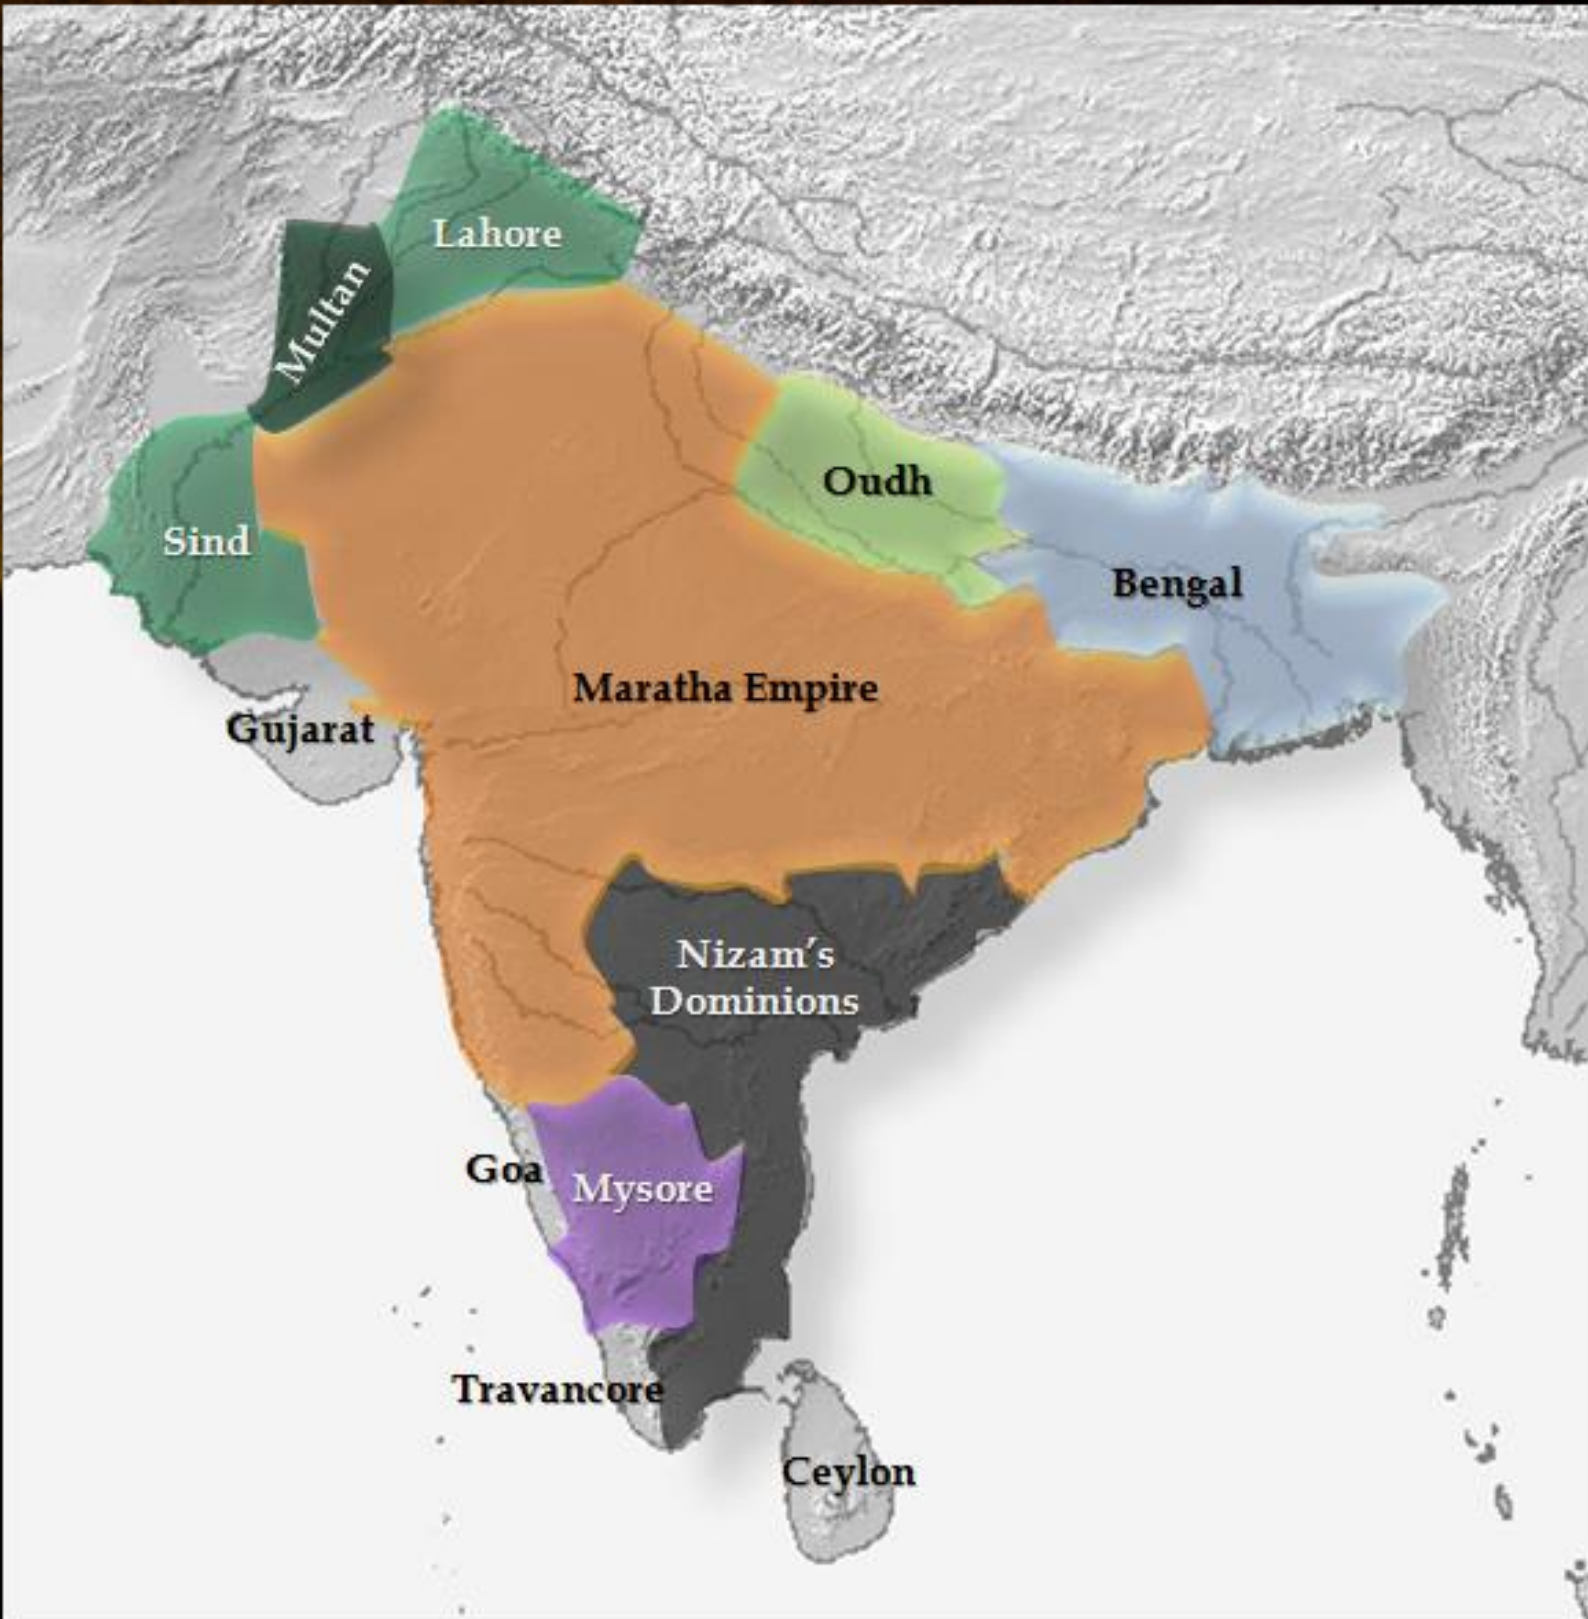 Lahore
Multan
Oudh
Sind
Bengal
Maratha Empire
Gujarat
Nizam’s
Dominions
Goa
Mysore
Travancore
Ceylon